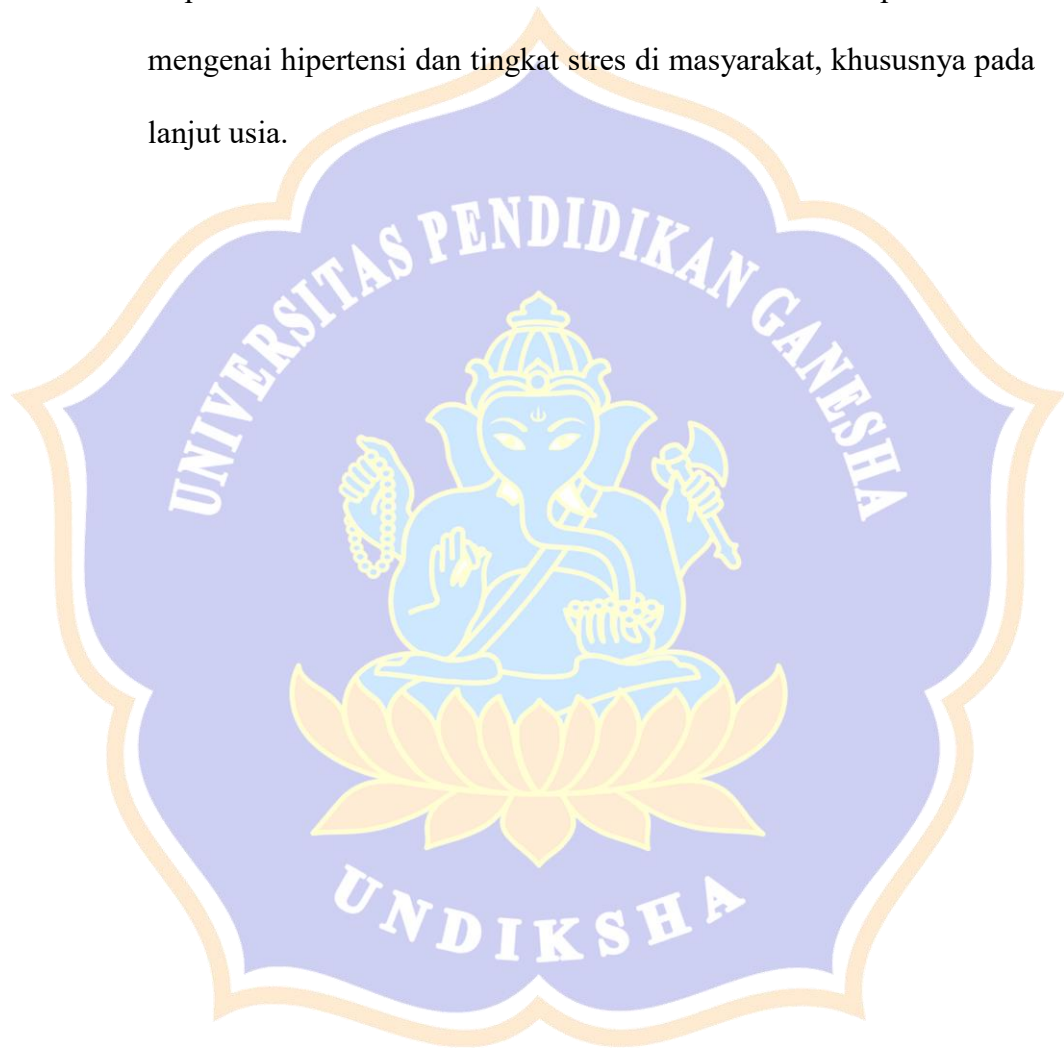 mengenai hipertensi dan tingkat stres di masyarakat, khususnya pada
lanjut usia.
UNIVERSITAS PENDIDIKAN GANESHA
UNDIKSHA